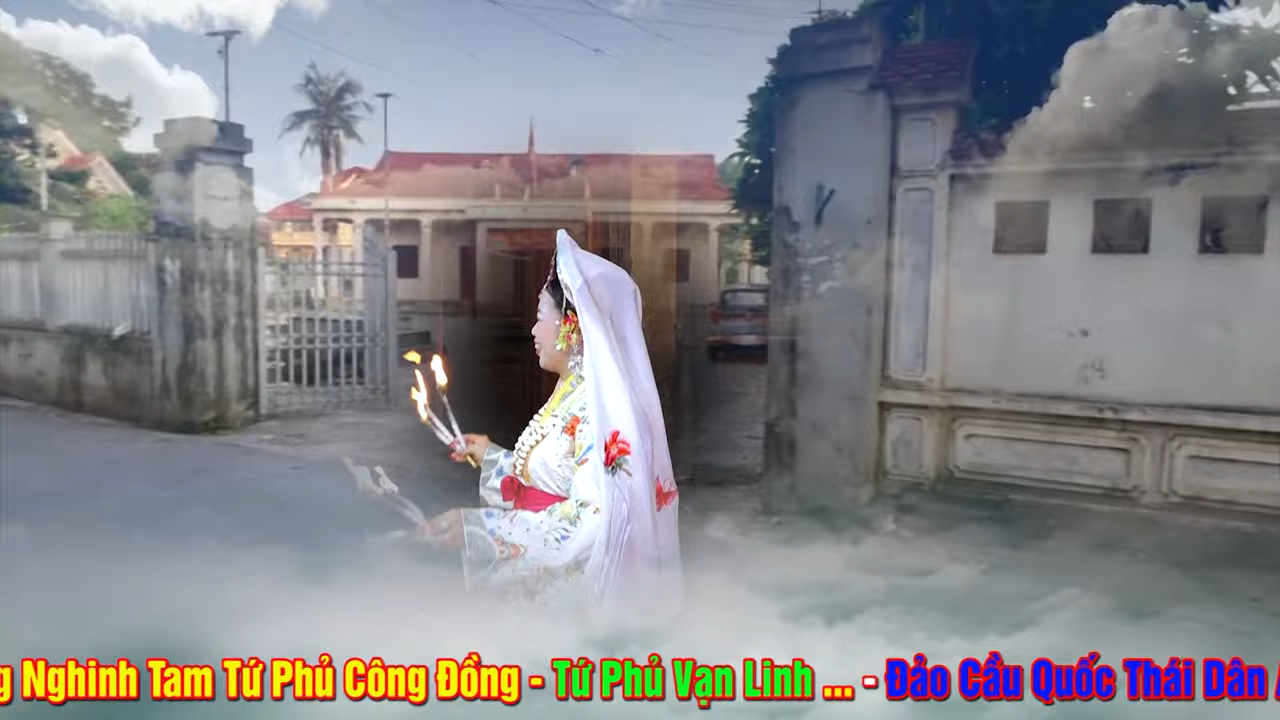 g Nghinh Tam Tứ Phủ Công Đồng - Tứ Phủ Vạn Linh ... - Đảo Cầu Quốc Thái Dân